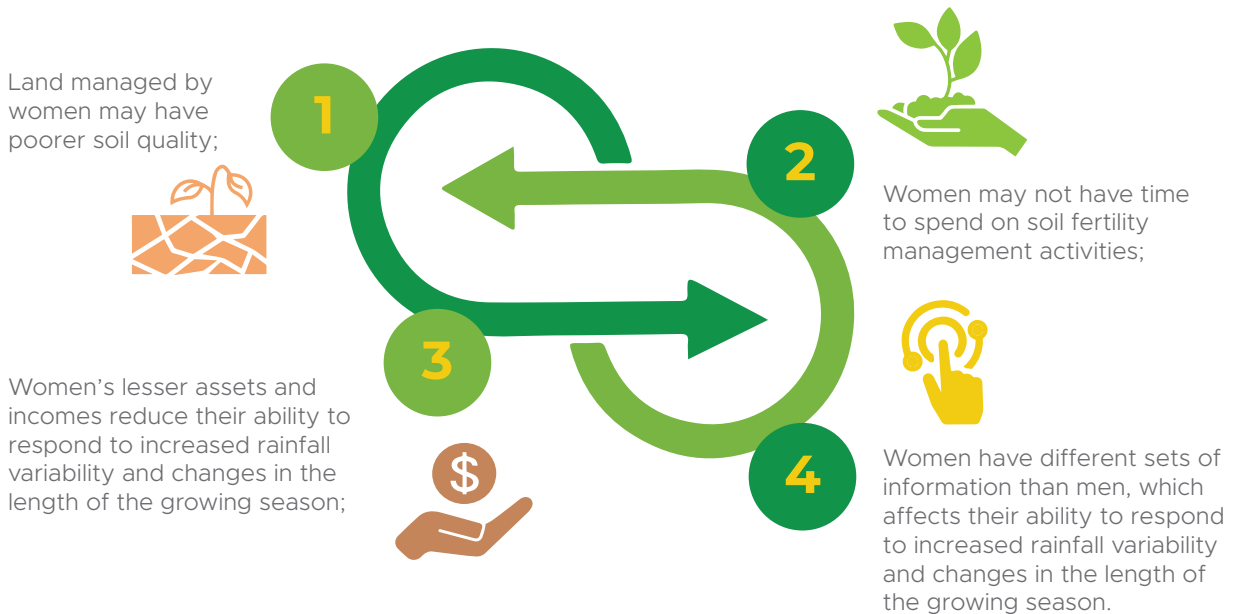 1
Land managed by
women may have
poorer soil quality;
2
Women may not have time
to spend on soil fertility
management activities;
3
Women’s lesser assets and
incomes reduce their ability to
respond to increased rainfall
variability and changes in the
length of the growing season;
$
4
Women have different sets of
information than men, which
affects their ability to respond
to increased rainfall variability
and changes in the length of
the growing season.